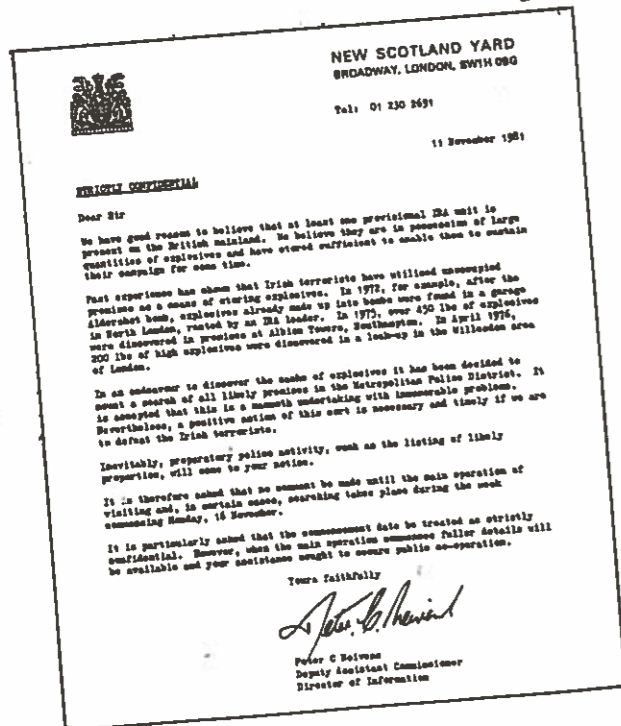 NEW SCOTLAND YARD
BROADWAY, LONDON, SW1H 0BG
Tel: 01 230 2691
11 November 1981
STRICTLY CONFIDENTIAL
Dear Sir
We have good reason to believe that at least one provisional IRA unit is
present on the British mainland. We believe they are in possession of large
quantities of explosives and have stored sufficient to enable them to sustain
their campaign for some time.
Past experience has shown that Irish terrorists have utilised unoccupied
premises as a means of storing explosives. In 1972, for example, after the
Aldershot bomb, explosives already made up into bombs were found in a garage
in North London, rented by an IRA leader. In 1975, over 450 lbs of explosives
were discovered in premises at Albion Towers, Southampton. In April 1976,
200 lbs of high explosives were discovered in a lock-up in the Willesden area
of London.
In an endeavour to discover the cache of explosives it has been decided to
mount a search of all likely premises in the Metropolitan Police District. It
is accepted that this is a mammoth undertaking with innumerable problems.
Nevertheless, a positive action of this sort is necessary and timely if we are
to defeat the Irish terrorists.
Inevitably, preparatory police activity, such as the listing of likely
properties, will come to your notice.
It is therefore asked that no comment be made until the main operation of
visiting and, in certain cases, searching takes place during the week
commencing Monday, 16 November.
It is particularly asked that the commencement date be treated as strictly
confidential. However, when the main operation commences fuller details will
be available and your assistance sought to secure public co-operation.
Yours faithfully
Peter C
Deputy Assistant Commissioner
Director of Information